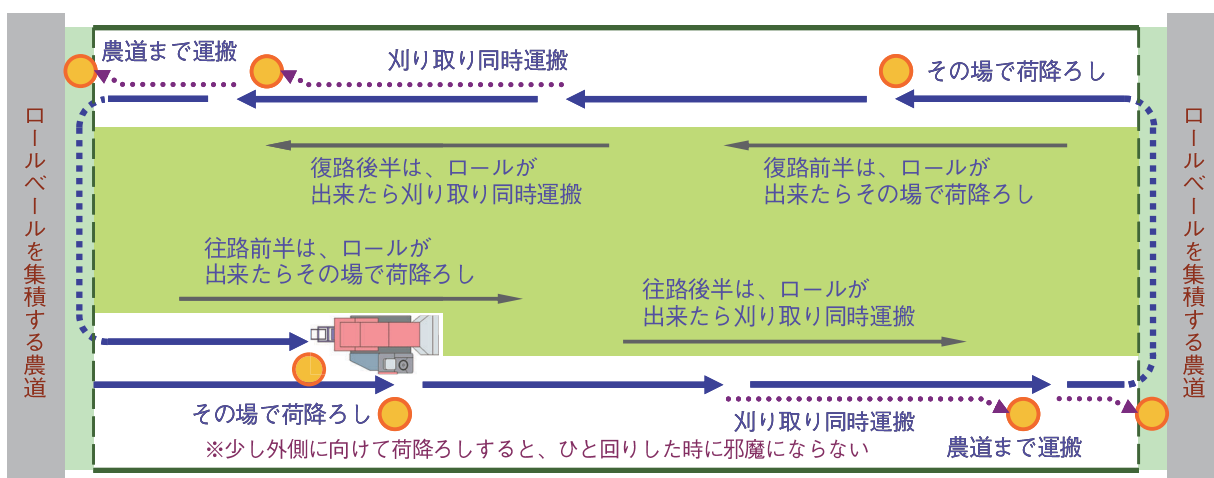 ロールベールを集積する農道
農道まで運搬
刈り取り同時運搬
その場で荷降ろし
復路後半は、ロールが
出来たら刈り取り同時運搬
復路前半は、ロールが
出来たらその場で荷降ろし
往路前半は、ロールが
出来たらその場で荷降ろし
往路後半は、ロールが
出来たら刈り取り同時運搬
その場で荷降ろし
刈り取り同時運搬
農道まで運搬
※少し外側に向けて荷降ろしすると、ひと回りした時に邪魔にならない
ロールベールを集積する農道